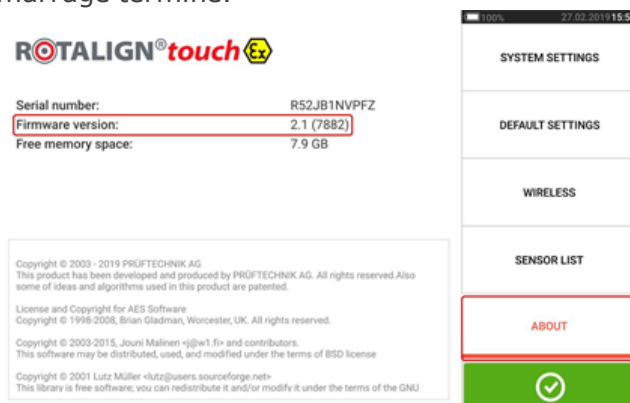 ROTALIGN® touch Ex
Serial number: R52JB1NVPFZ
Firmware version: 2.1 (7882)
Free memory space: 7.9 GB
Copyright © 2003 - 2019 PRÜFTECHNIK AG
This product has been developed and produced by PRÜFTECHNIK AG. All rights reserved.Also
some of ideas and algorithms used in this product are patented.
License and Copyright for AES Software
Copyright © 1998-2008, Brian Gladman, Worcester, UK. All rights reserved.
Copyright © 2003-2015, Jouni Malinen <j@w1.fi> and contributors.
This software may be distributed, used, and modified under the terms of BSD license
Copyright © 2001 Lutz Müller <lutz@users.sourceforge.net>
This library is free software; you can redistribute it and/or modify it under the terms of the GNU
100% 27.02.2019 15:5
SYSTEM SETTINGS
DEFAULT SETTINGS
WIRELESS
SENSOR LIST
ABOUT